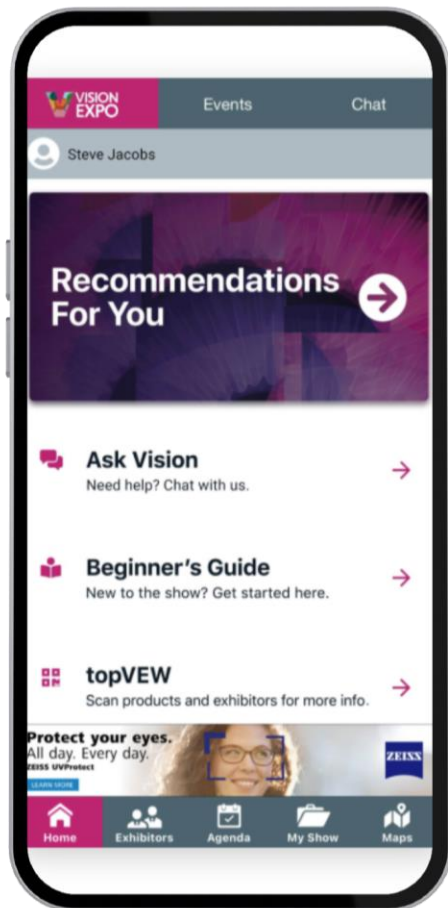 VISION
EXPO
Events
Chat
Steve Jacobs
Recommendations
For You
Ask Vision
Need help? Chat with us.
Beginner's Guide
New to the show? Get started here.
topVEW
Scan products and exhibitors for more info.
Protect your eyes.
All day. Every day.
ZEISS UVProtect
LEARN MORE
ZEISS
Home
Exhibitors
Agenda
My Show
Maps